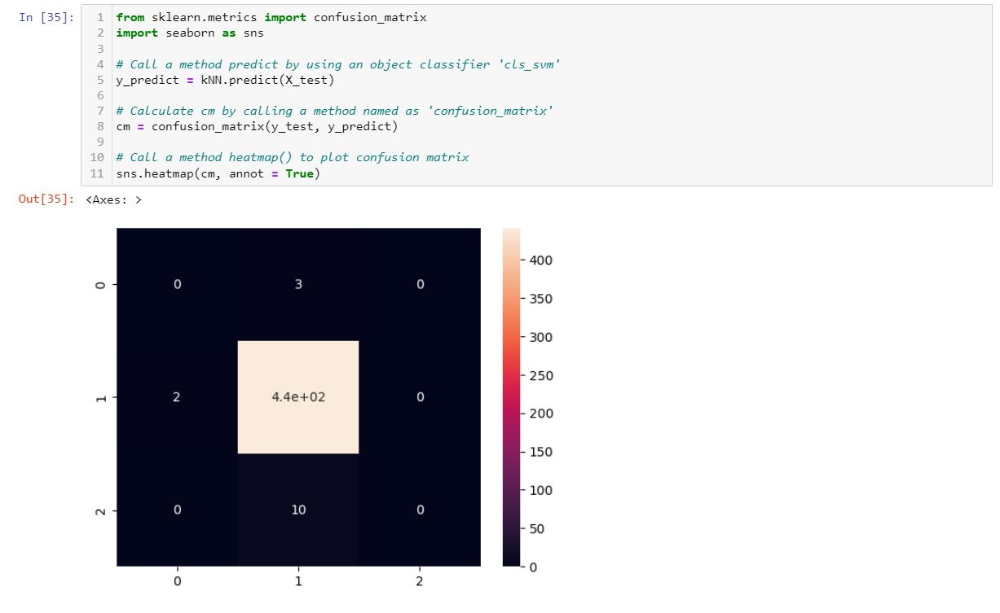 In [35]:
1 from sklearn.metrics import confusion_matrix
2 import seaborn as sns
3
4 # Call a method predict by using an object classifier 'cls_svm'
5 y_predict = kNN.predict(X_test)
6
7 # Calculate cm by calling a method named as 'confusion_matrix'
8 cm = confusion_matrix(y_test, y_predict)
9
10 # Call a method heatmap() to plot confusion matrix
11 sns.heatmap(cm, annot = True)
Out[35]: <Axes: >
0 0 3 0
1 2 4.4e+02 0
2 0 10 0
0 1 2
400
350
300
250
200
150
100
50
0